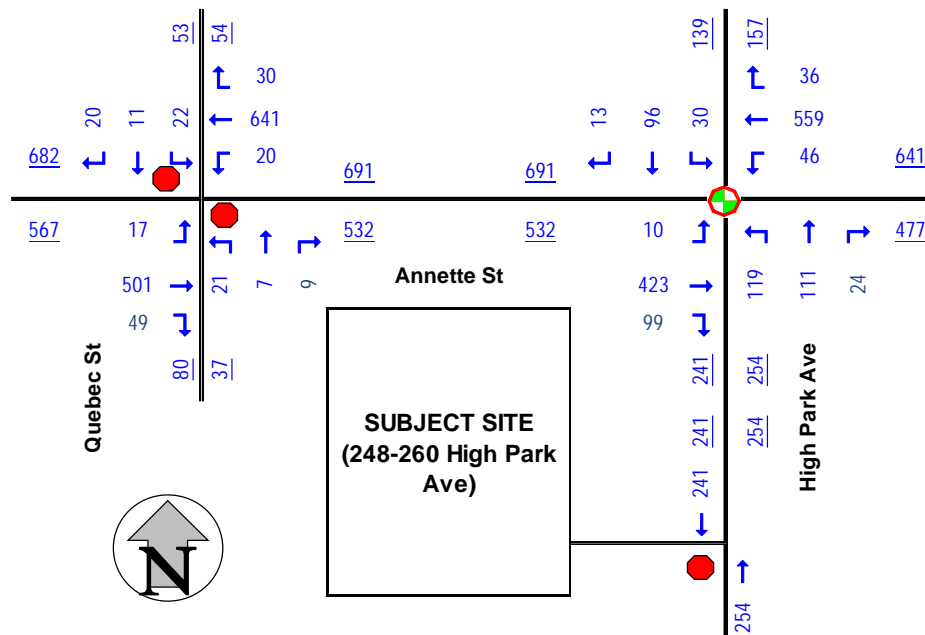 53 54 139 157
30 36
20 11 22 641 13 96 30 559
682 20 691 691 46 641
567 17 532 532 10 477
501 21 7 9 Annette St 423 119 111 24
49 99
80 37 241 254
Quebec St
SUBJECT SITE
(248-260 High Park
Ave)
241 254
High Park Ave
241
N
254